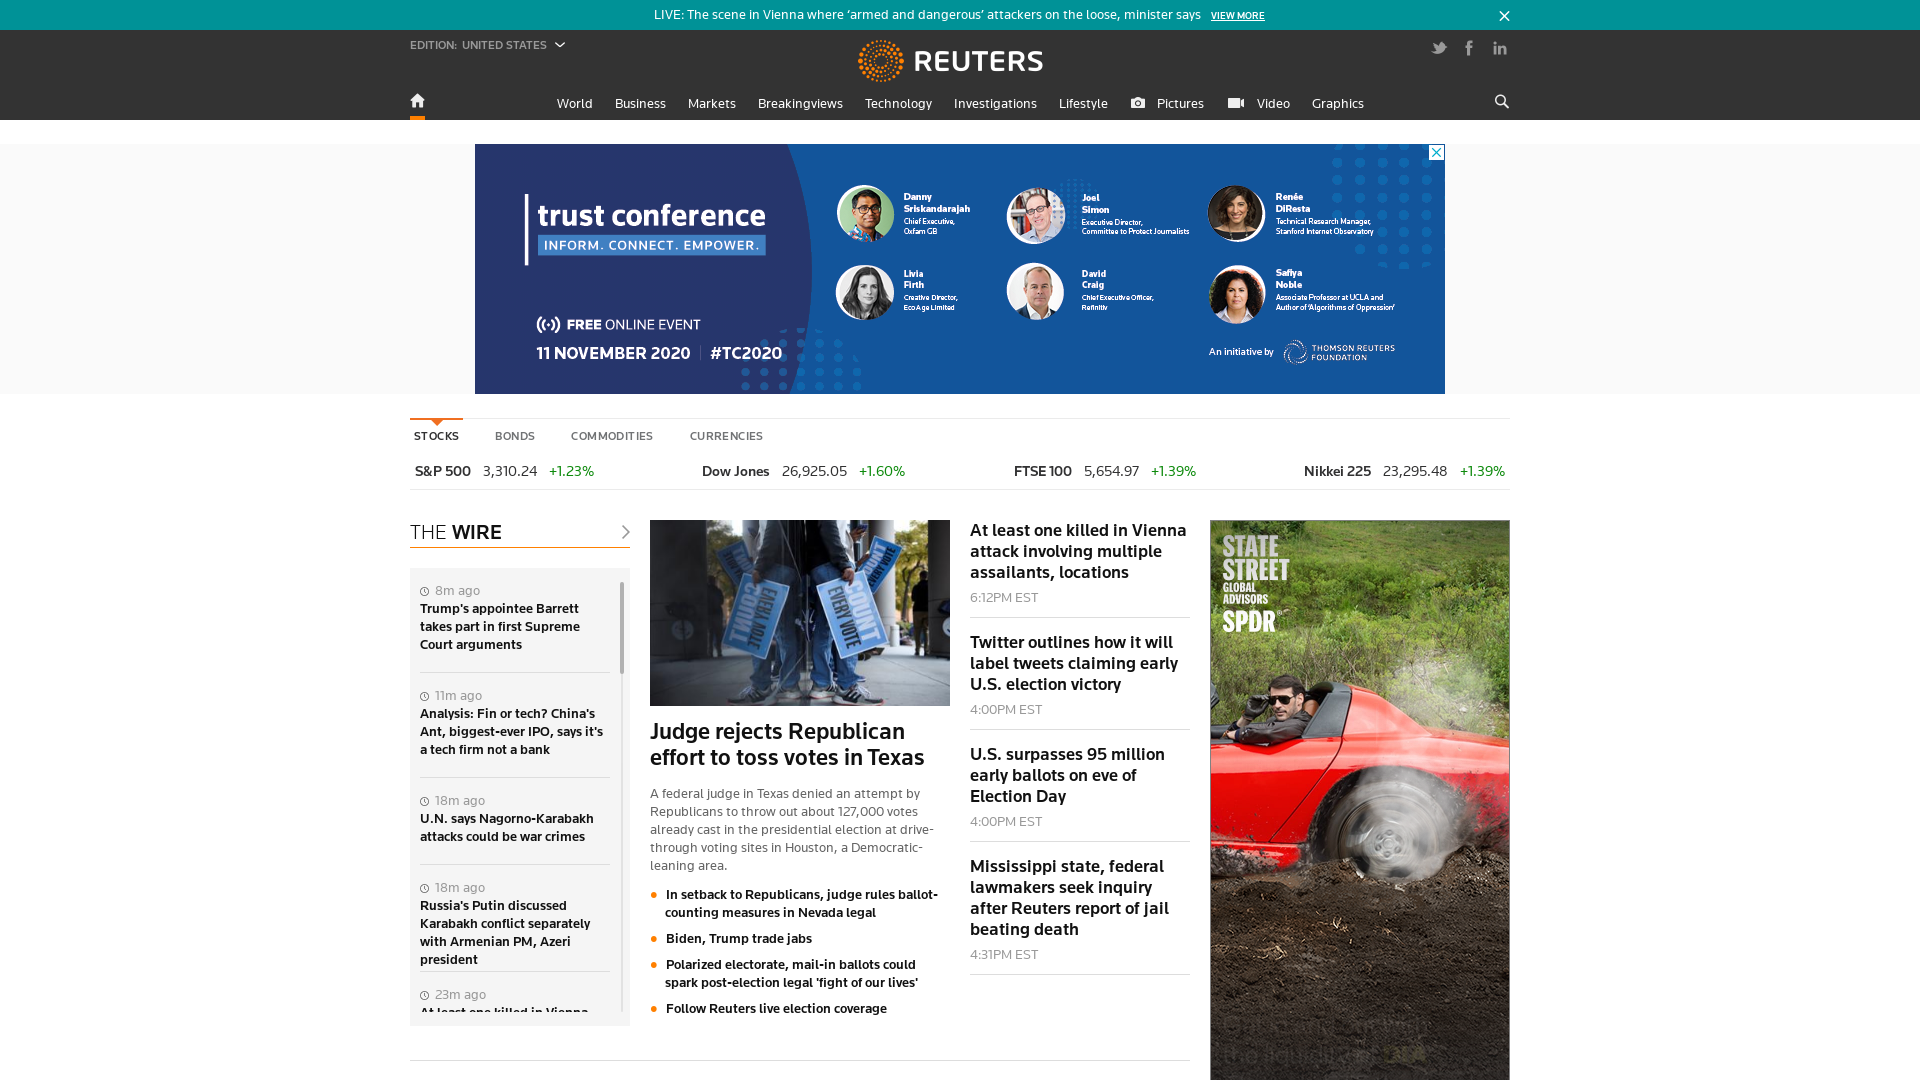 LIVE: The scene in Vienna where ‘armed and dangerous’ attackers on the loose, minister says VIEW MORE
EDITION: UNITED STATES
REUTERS
World Business Markets Breakingviews Technology Investigations Lifestyle Pictures Video Graphics
trust conference
INFORM. CONNECT. EMPOWER.
FREE ONLINE EVENT
11 NOVEMBER 2020 #TC2020
Danny
Sriskandarajah
Chief Executive,
Oxfam GB
Joel
Simon
Executive Director,
Committee to Protect Journalists
Renée
DiResta
Technical Research Manager,
Stanford Internet Observatory
Livia
Firth
Creative Director,
Eco Age Limited
David
Craig
Chief Executive Officer,
Refinitiv
Safiya
Noble
Associate Professor at UCLA and
Author of ‘Algorithms of Oppression’
An initiative by THOMSON REUTERS
FOUNDATION
STOCKS BONDS COMMODITIES CURRENCIES
S&P 500 3,310.24 +1.23% Dow Jones 26,925.05 +1.60% FTSE 100 5,654.97 +1.39% Nikkei 225 23,295.48 +1.39%
THE WIRE
8m ago
Trump's appointee Barrett
takes part in first Supreme
Court arguments
11m ago
Analysis: Fin or tech? China's
Ant, biggest-ever IPO, says it's
a tech firm not a bank
18m ago
U.N. says Nagorno-Karabakh
attacks could be war crimes
18m ago
Russia's Putin discussed
Karabakh conflict separately
with Armenian PM, Azeri
president
23m ago
At least one killed in Vienna
COUNT
EVERY VOTE
COUNT
EVERY VOTE
Judge rejects Republican
effort to toss votes in Texas
A federal judge in Texas denied an attempt by
Republicans to throw out about 127,000 votes
already cast in the presidential election at drive-
through voting sites in Houston, a Democratic-
leaning area.
In setback to Republicans, judge rules ballot-
counting measures in Nevada legal
Biden, Trump trade jabs
Polarized electorate, mail-in ballots could
spark post-election legal 'fight of our lives'
Follow Reuters live election coverage
At least one killed in Vienna
attack involving multiple
assailants, locations
6:12PM EST
Twitter outlines how it will
label tweets claiming early
U.S. election victory
4:00PM EST
U.S. surpasses 95 million
early ballots on eve of
Election Day
4:00PM EST
Mississippi state, federal
lawmakers seek inquiry
after Reuters report of jail
beating death
4:31PM EST
STATE
STREET
GLOBAL
ADVISORS
SPDR®